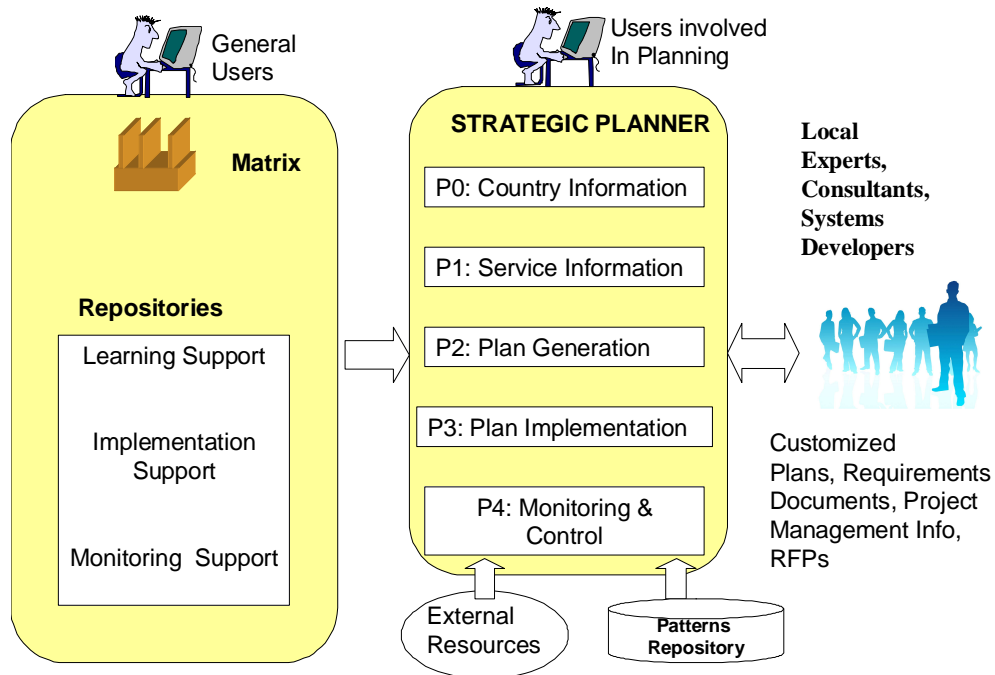 General
Users
Matrix
Repositories
Learning Support
Implementation
Support
Monitoring Support
Users involved
In Planning
STRATEGIC PLANNER
P0: Country Information
P1: Service Information
P2: Plan Generation
P3: Plan Implementation
P4: Monitoring &
Control
External
Resources
Patterns
Repository
Local
Experts,
Consultants,
Systems
Developers
Customized
Plans, Requirements
Documents, Project
Management Info,
RFPs